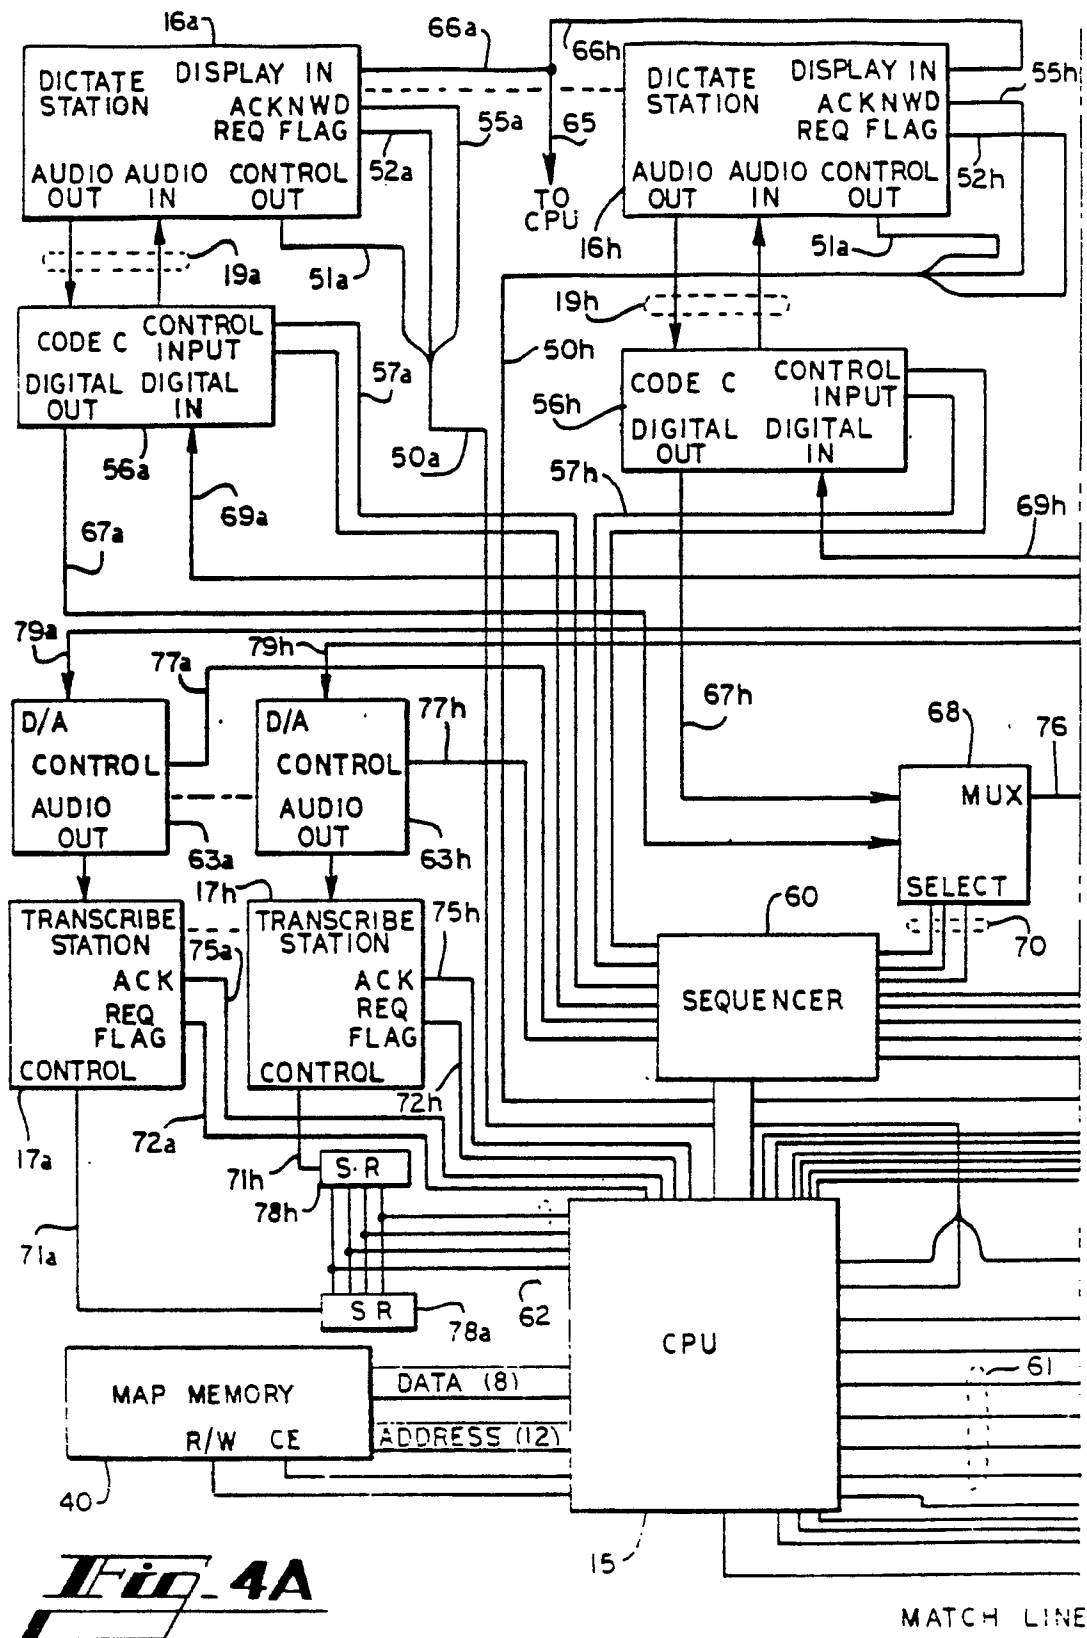 16a
66a
66h
55h
DICTATE
STATION
DISPLAY IN
ACKNWD
REQ FLAG
AUDIO
OUT
AUDIO
IN
CONTROL
OUT
52a
55a
65
TO
CPU
DICTATE
STATION
DISPLAY IN
ACKNWD
REQ FLAG
AUDIO
OUT
AUDIO
IN
CONTROL
OUT
52h
16h
51a
19a
51a
19h
50h
CODE C
CONTROL
INPUT
DIGITAL
OUT
DIGITAL
IN
57a
56a
50a
CODE C
CONTROL
INPUT
56h
DIGITAL
OUT
DIGITAL
IN
57h
69a
67a
69h
79a
77a
79h
77h
67h
68
76
D/A
CONTROL
AUDIO
OUT
63a
D/A
CONTROL
AUDIO
OUT
63h
MUX
SELECT
70
17h
75h
60
TRANSCRIBE
STATION
75a
ACK
REQ
FLAG
CONTROL
TRANSCRIBE
STATION
ACK
REQ
FLAG
CONTROL
SEQUENCER
72h
72a
17a
71h
S R
78h
71a
S R
78a
62
CPU
61
MAP MEMORY
R/W CE
DATA (8)
ADDRESS (12)
40
15
Fig. 4A
MATCH LINE